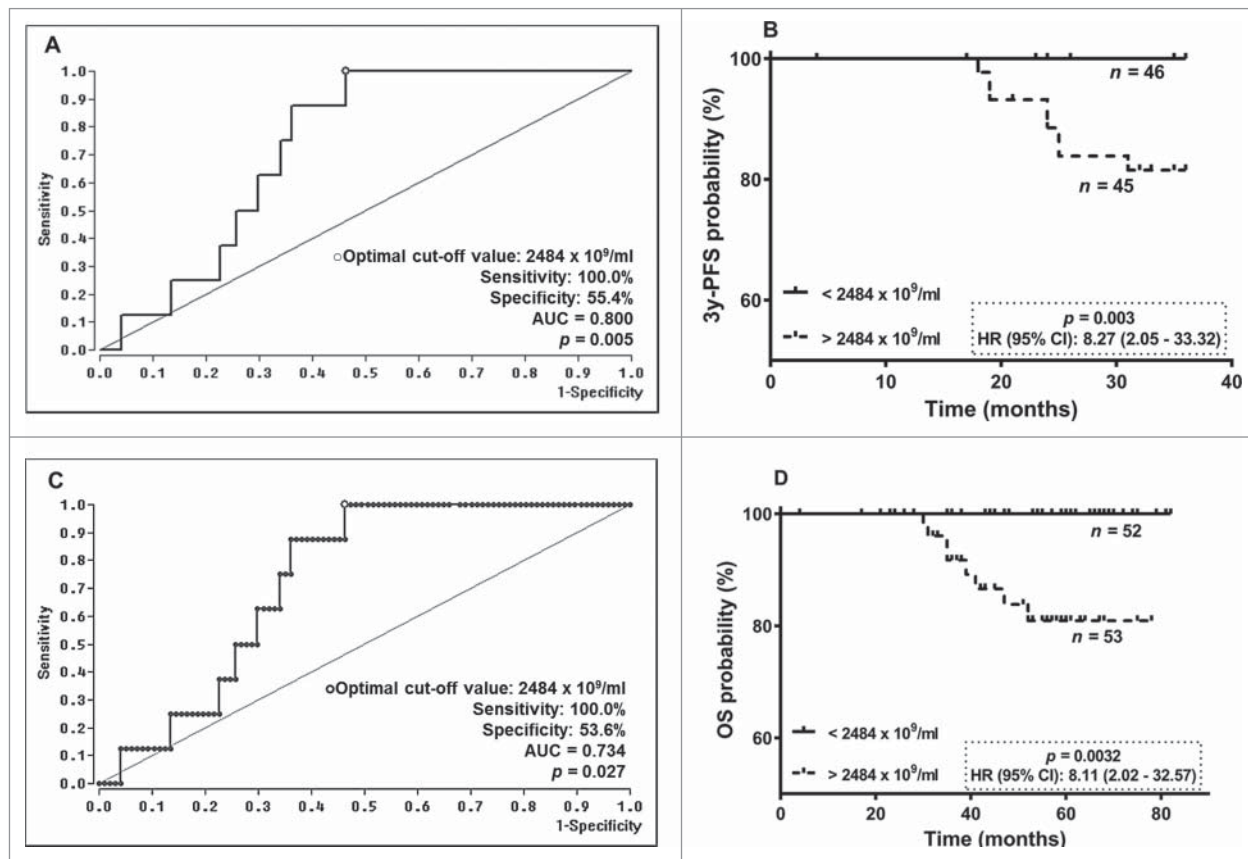 A
1.0
0.9
0.8
0.7
0.6
0.5
0.4
0.3
0.2
0.1
0.0
Sensitivity
Optimal cut-off value: 2484 x 10⁹/ml
Sensitivity: 100.0%
Specificity: 55.4%
AUC = 0.800
p = 0.005
0.0 0.1 0.2 0.3 0.4 0.5 0.6 0.7 0.8 0.9 1.0
1-Specificity
B
100
80
60
3y-PFS probability (%)
n = 46
n = 45
< 2484 x 10⁹/ml
> 2484 x 10⁹/ml
p = 0.003
HR (95% CI): 8.27 (2.05 - 33.32)
0 10 20 30 40
Time (months)
C
1.0
0.9
0.8
0.7
0.6
0.5
0.4
0.3
0.2
0.1
0.0
Sensitivity
Optimal cut-off value: 2484 x 10⁹/ml
Sensitivity: 100.0%
Specificity: 53.6%
AUC = 0.734
p = 0.027
0.0 0.1 0.2 0.3 0.4 0.5 0.6 0.7 0.8 0.9 1.0
1-Specificity
D
100
80
60
OS probability (%)
n = 52
n = 53
< 2484 x 10⁹/ml
> 2484 x 10⁹/ml
p = 0.0032
HR (95% CI): 8.11 (2.02 - 32.57)
0 20 40 60 80
Time (months)